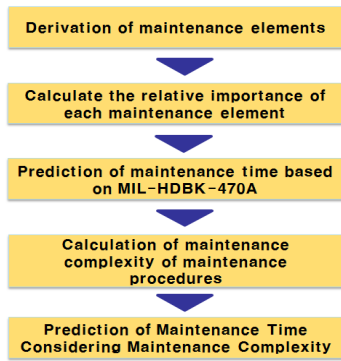 Derivation of maintenance elements
Calculate the relative importance of
each maintenance element
Prediction of maintenance time based
on MIL-HDBK-470A
Calculation of maintenance
complexity of maintenance
procedures
Prediction of Maintenance Time
Considering Maintenance Complexity